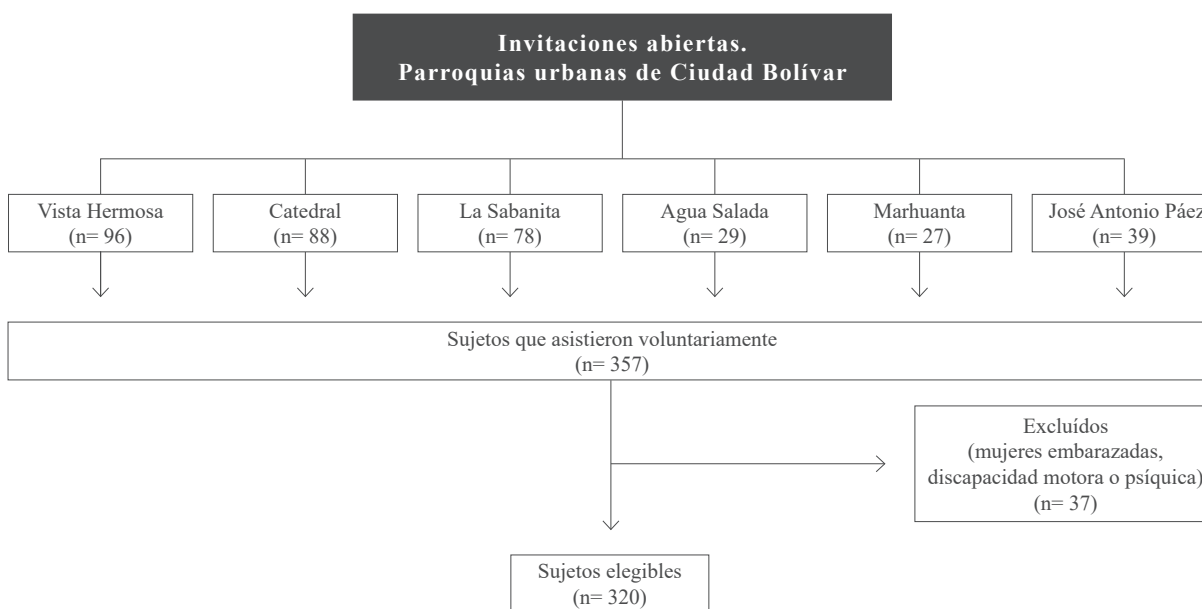 Invitaciones abiertas.
Parroquias urbanas de Ciudad Bolívar
Vista Hermosa
(n= 96)
Catedral
(n= 88)
La Sabanita
(n= 78)
Agua Salada
(n= 29)
Marhuanta
(n= 27)
José Antonio Páez
(n= 39)
Sujetos que asistieron voluntariamente
(n= 357)
Excluídos
(mujeres embarazadas,
discapacidad motora o psíquica)
(n= 37)
Sujetos elegibles
(n= 320)